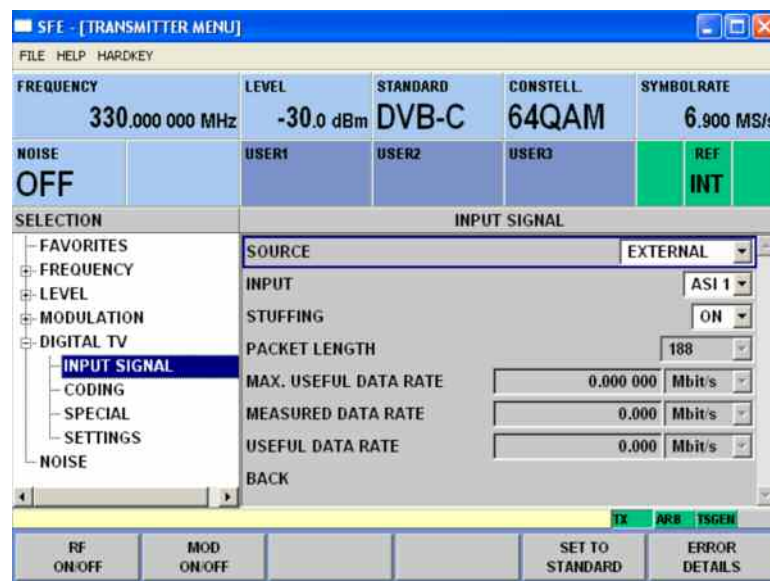 SFE - [TRANSMITTER MENU]
FILE HELP HARDKEY
FREQUENCY LEVEL STANDARD CONSTELL. SYMBOLRATE
330.000 000 MHz -30.0 dBm DVB-C 64QAM 6.900 MS/s
NOISE USER1 USER2 USER3 REF
OFF INT
SELECTION INPUT SIGNAL
FAVORITES
FREQUENCY
LEVEL
MODULATION
DIGITAL TV
INPUT SIGNAL
CODING
SPECIAL
SETTINGS
NOISE
SOURCE EXTERNAL
INPUT ASI 1
STUFFING ON
PACKET LENGTH 188
MAX. USEFUL DATA RATE 0.000 000 Mbit/s
MEASURED DATA RATE 0.000 Mbit/s
USEFUL DATA RATE 0.000 Mbit/s
BACK
TX ARB TSGEN
RF ON/OFF MOD ON/OFF SET TO STANDARD ERROR DETAILS